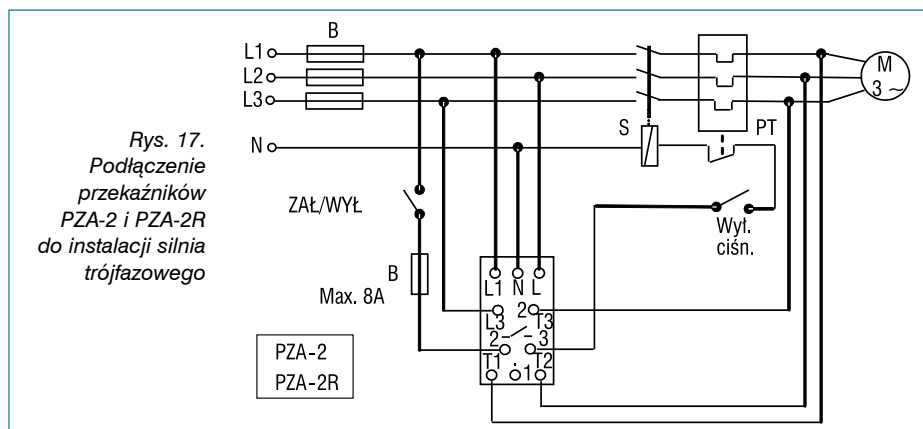 B
L1
L2
L3
N
M
3 ~
S
PT
Rys. 17.
Podłączenie
przekaźników
PZA-2 i PZA-2R
do instalacji silnia
trójfazowego
ZAŁ/WYŁ
Wył.
ciśn.
B
Max. 8A
L1 N L
2
L3 T3
2 3
T1 T2
1
PZA-2
PZA-2R